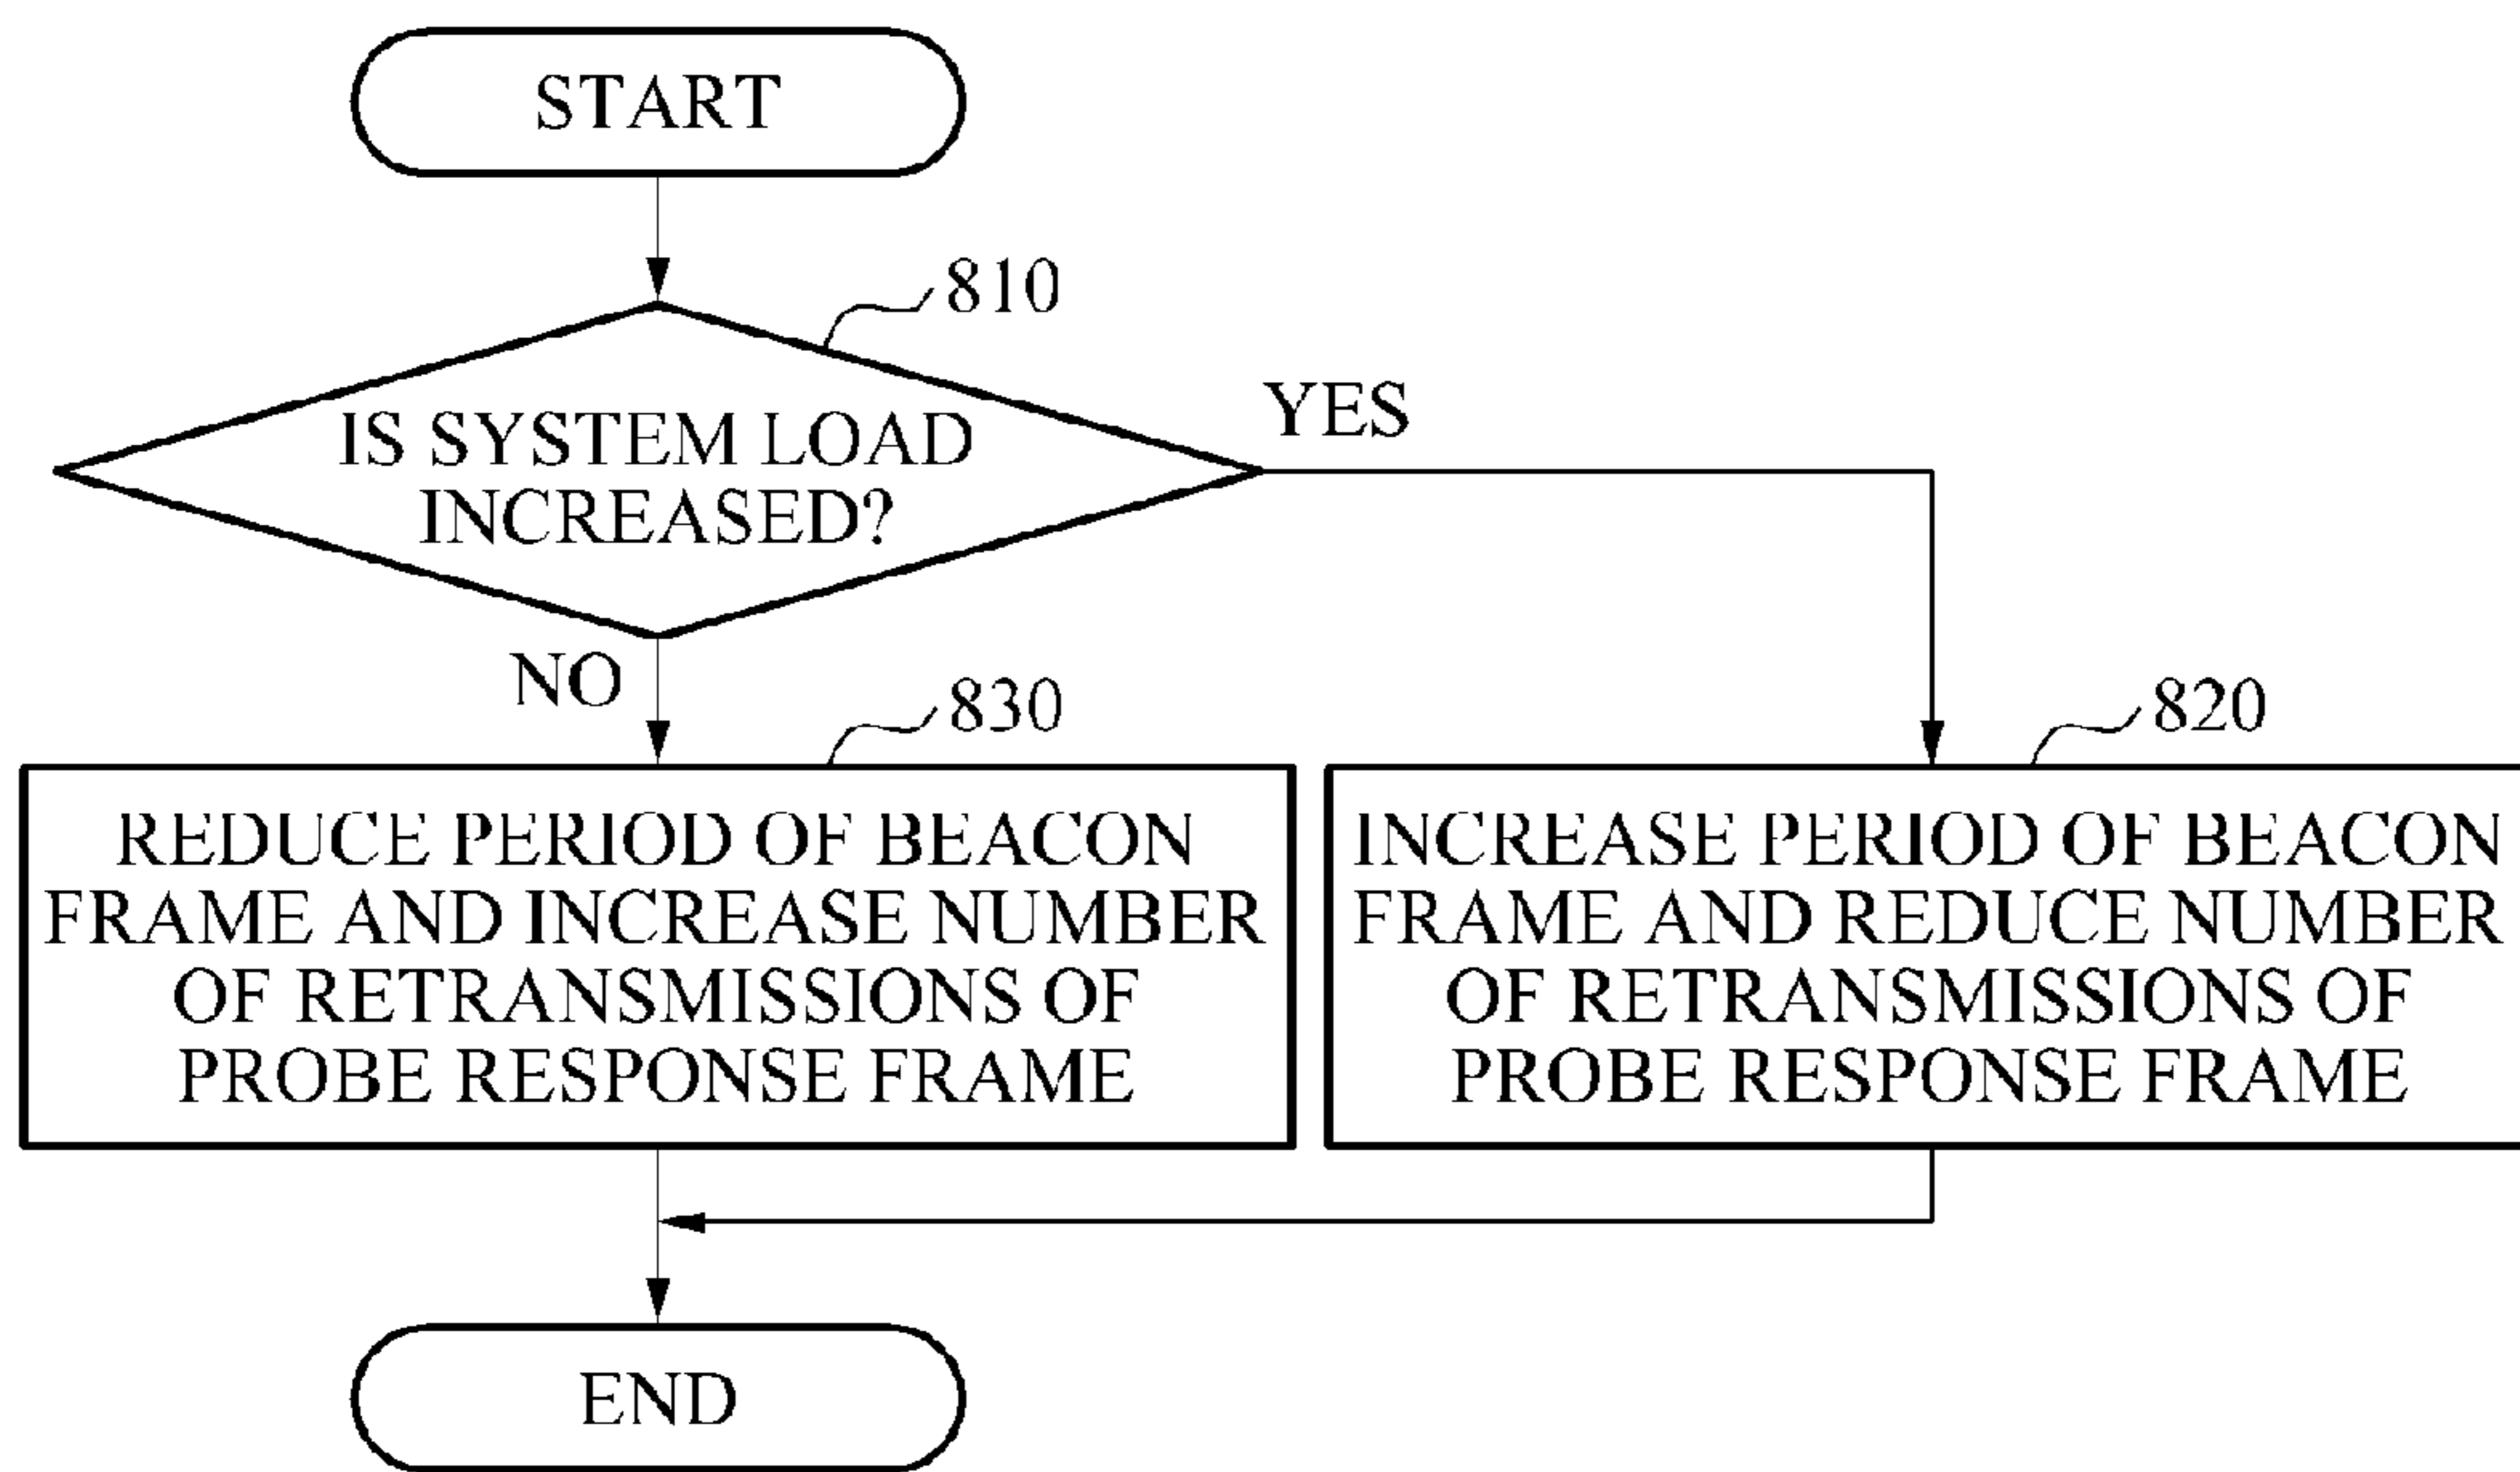 START
810
IS SYSTEM LOAD
INCREASED?
YES
NO
830
REDUCE PERIOD OF BEACON
FRAME AND INCREASE NUMBER
OF RETRANSMISSIONS OF
PROBE RESPONSE FRAME
820
INCREASE PERIOD OF BEACON
FRAME AND REDUCE NUMBER
OF RETRANSMISSIONS OF
PROBE RESPONSE FRAME
END